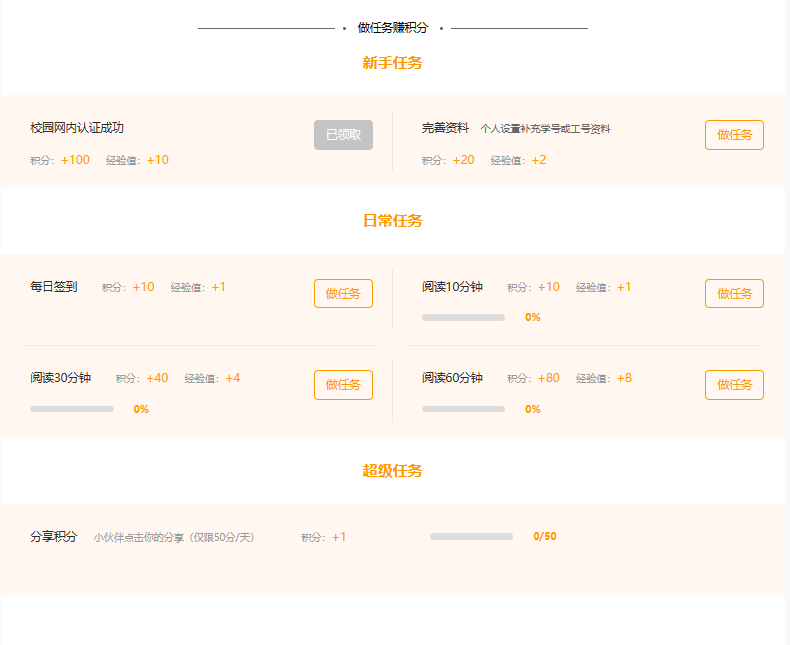 做任务赚积分
新手任务
校园网内认证成功
已领取
积分：+100 经验值：+10
完善资料 个人设置补充学号或工号资料
做任务
积分：+20 经验值：+2
日常任务
每日签到 积分：+10 经验值：+1
做任务
阅读10分钟 积分：+10 经验值：+1
做任务
0%
阅读30分钟 积分：+40 经验值：+4
做任务
0%
阅读60分钟 积分：+80 经验值：+8
做任务
0%
超级任务
分享积分 小伙伴点击你的分享（仅限50分/天） 积分：+1 0/50